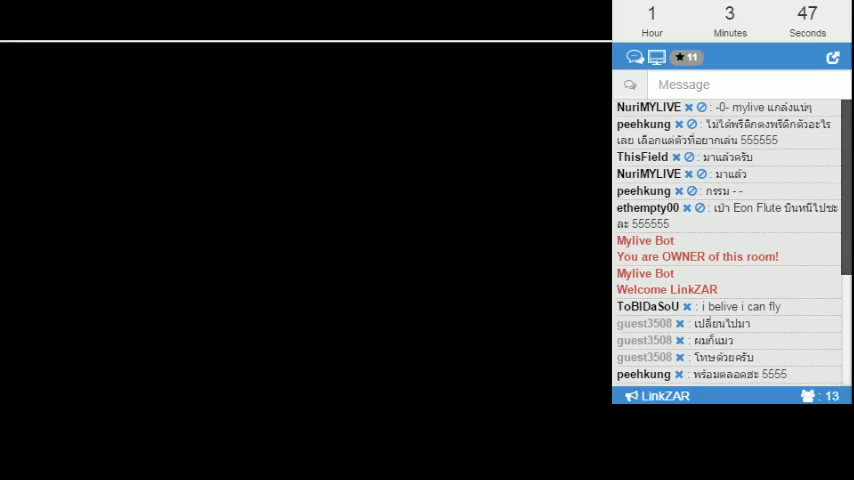 1 3 47
Hour Minutes Seconds
11
Message
NuriMYLIVE : -0- mylive แกล้งแน่ๆ
peehkung : ไม่ได้พรีดิกตงพรีดิกตัวอะไร
เลย เลือกแต่ตัวที่อยากเล่น 555555
ThisField : มาแล้วครับ
NuriMYLIVE : มาแล้ว
peehkung : กรรม - -
ethempty00 : เป่า Eon Flute บินหนีไปซะ
ละ 555555
Mylive Bot
You are OWNER of this room!
Mylive Bot
Welcome LinkZAR
ToBIDaSoU : i belive i can fly
guest3508 : เปลี่ยนไปมา
guest3508 : ผมก็แมว
guest3508 : โทษด้วยครับ
peehkung : พร้อมตลอดฮะ 5555
LinkZAR : 13